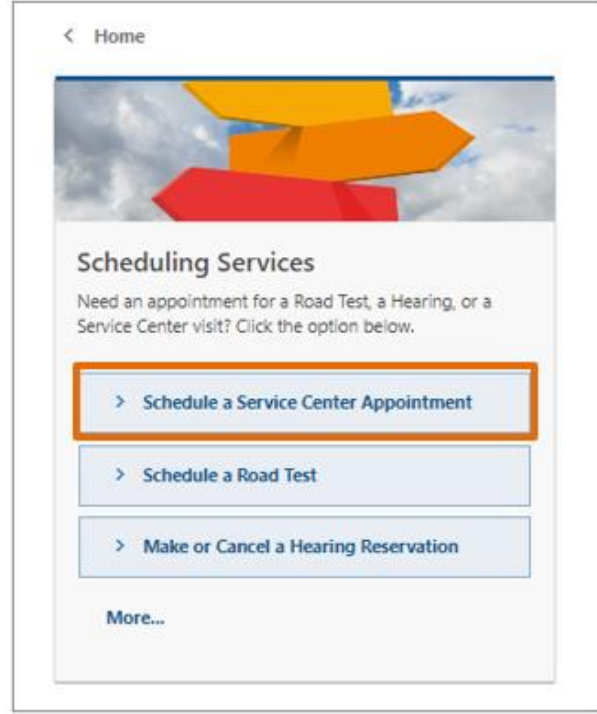 Home
Scheduling Services
Need an appointment for a Road Test, a Hearing, or a
Service Center visit? Click the option below.
Schedule a Service Center Appointment
Schedule a Road Test
Make or Cancel a Hearing Reservation
More...